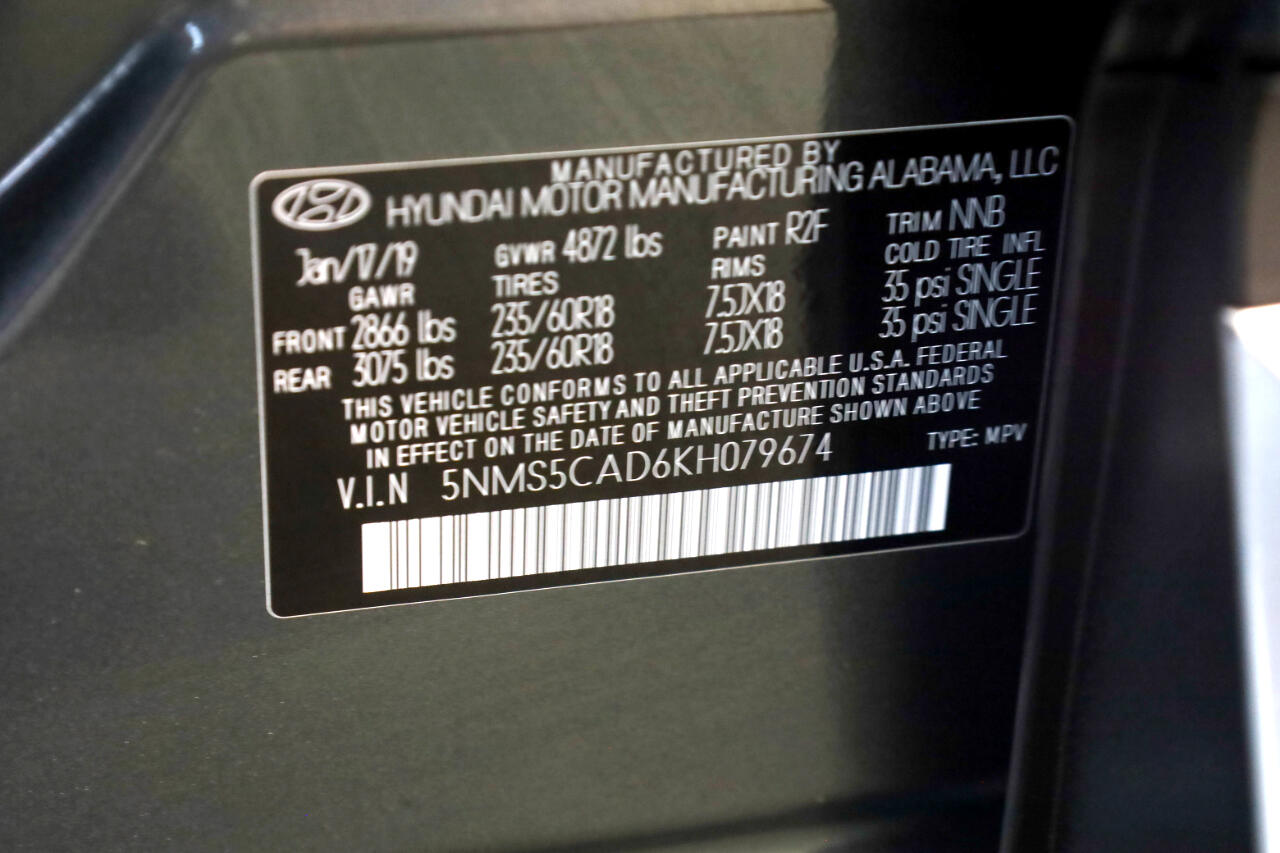 MANUFACTURED BY
HYUNDAI MOTOR MANUFACTURING ALABAMA, LLC
Jan/17/19 GVWR 4872 lbs PAINT R2F TRIM NNB
GAWR TIRES RIMS COLD TIRE INFL
FRONT 2866 lbs 235/60R18 7.5JX18 35 psi SINGLE
REAR 3075 lbs 235/60R18 7.5JX18 35 psi SINGLE
THIS VEHICLE CONFORMS TO ALL APPLICABLE U.S.A. FEDERAL
MOTOR VEHICLE SAFETY AND THEFT PREVENTION STANDARDS
IN EFFECT ON THE DATE OF MANUFACTURE SHOWN ABOVE
V.I.N 5NMS5CAD6KH079674 TYPE: MPV